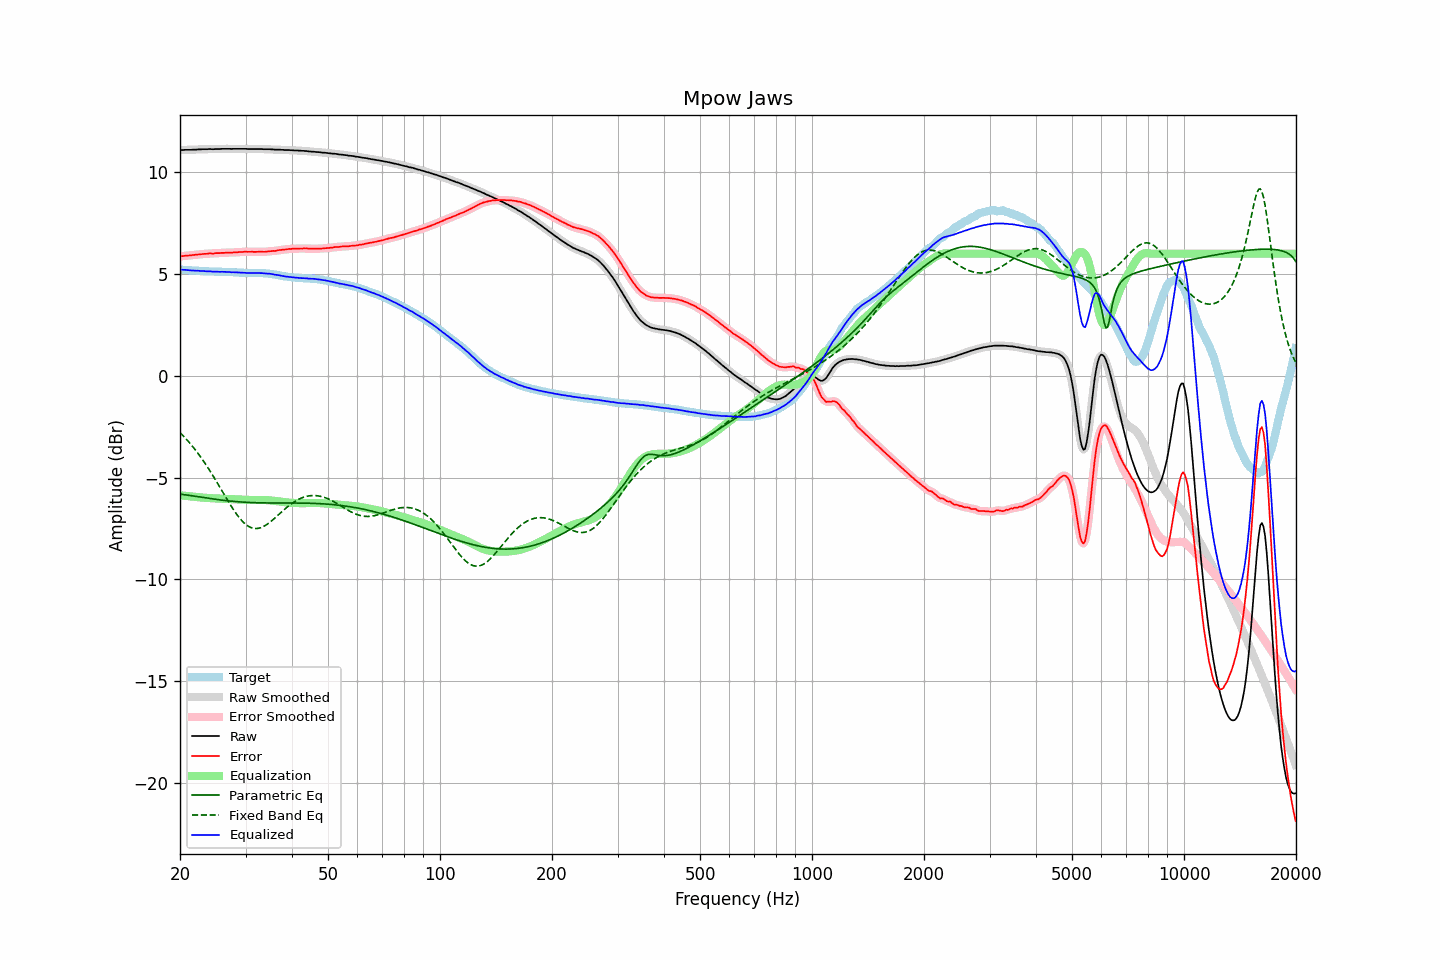 Mpow Jaws
Amplitude (dBr)
10
5
0
−5
−10
−15
−20
Target
Raw Smoothed
Error Smoothed
Raw
Error
Equalization
Parametric Eq
Fixed Band Eq
Equalized
20 50 100 200 500 1000 2000 5000 10000 20000
Frequency (Hz)